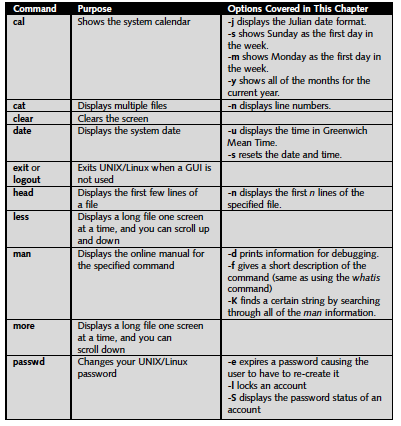 Command Purpose Options Covered in This Chapter
cal Shows the system calendar -j displays the Julian date format.
-s shows Sunday as the first day in
the week.
-m shows Monday as the first day in
the week.
-y shows all of the months for the
current year.
cat Displays multiple files -n displays line numbers.
clear Clears the screen
date Displays the system date -u displays the time in Greenwich
Mean Time.
-s resets the date and time.
exit or Exits UNIX/Linux when a GUI is
logout not used
head Displays the first few lines of -n displays the first n lines of the
a file specified file.
less Displays a long file one screen
at a time, and you can scroll up
and down
man Displays the online manual for -d prints information for debugging.
the specified command -f gives a short description of the
command (same as using the whatis
command)
-K finds a certain string by searching
through all of the man information.
more Displays a long file one screen
at a time, and you can
scroll down
passwd Changes your UNIX/Linux -e expires a password causing the
password user to have to re-create it
-l locks an account
-S displays the password status of an
account